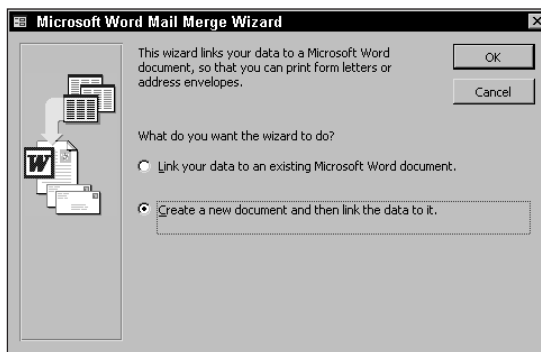 Microsoft Word Mail Merge Wizard
This wizard links your data to a Microsoft Word
document, so that you can print form letters or
address envelopes.
OK
Cancel
What do you want the wizard to do?
Link your data to an existing Microsoft Word document.
Create a new document and then link the data to it.
W